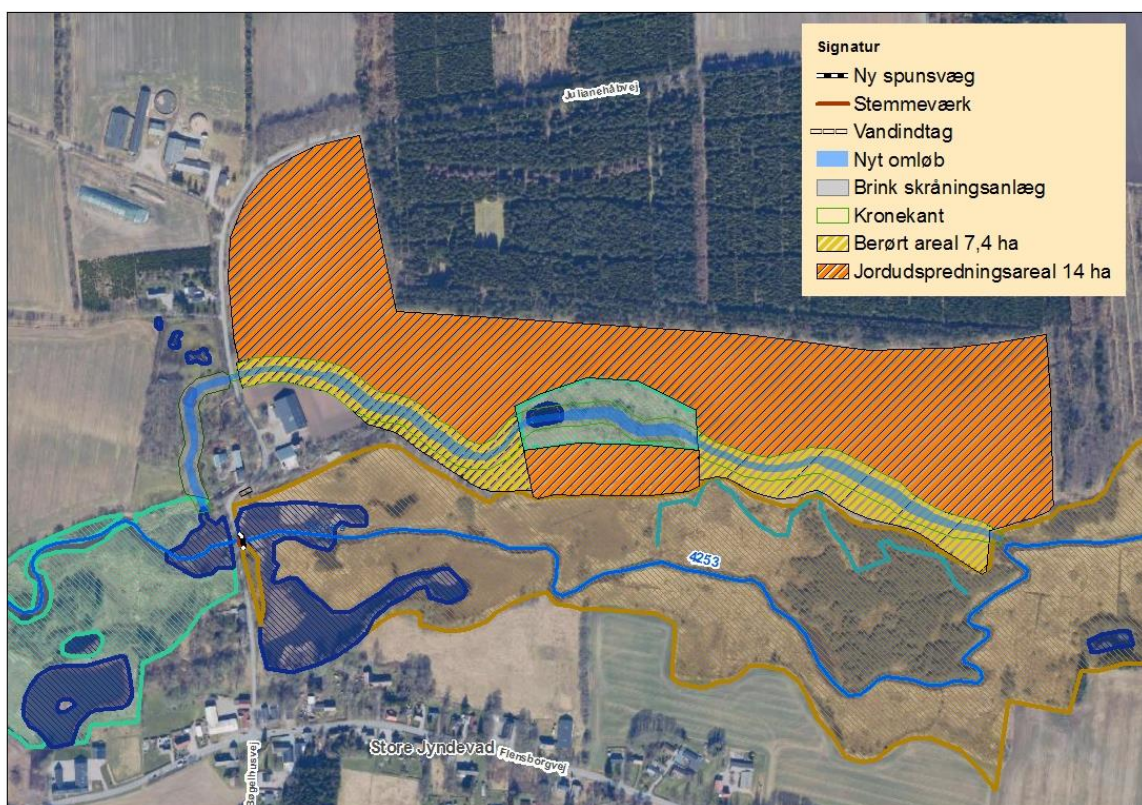 Signatur
Ny spunsvæg
Stemmeværk
Vandindtag
Nyt omløb
Brink skråningsanlæg
Kronekant
Berørt areal 7,4 ha
Jordudspredningsareal 14 ha
Julianehåbvej
4253
Store Jyndevad
Flensborgvej
Bøgelhusvej